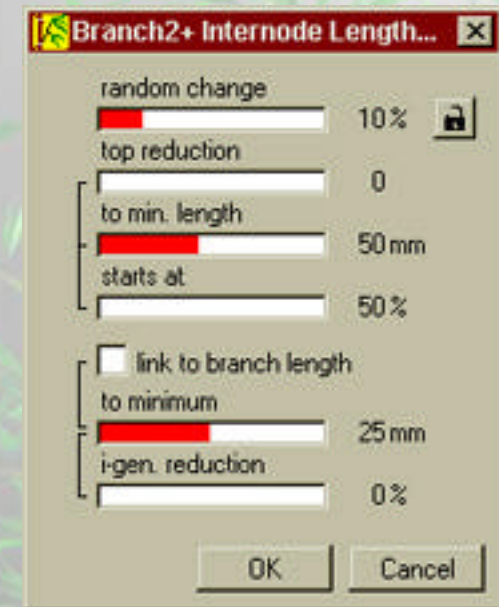 Branch2+ Internode Length...
random change
10%
top reduction
0
to min. length
50 mm
starts at
50%
link to branch length
to minimum
25 mm
i-gen. reduction
0%
OK Cancel